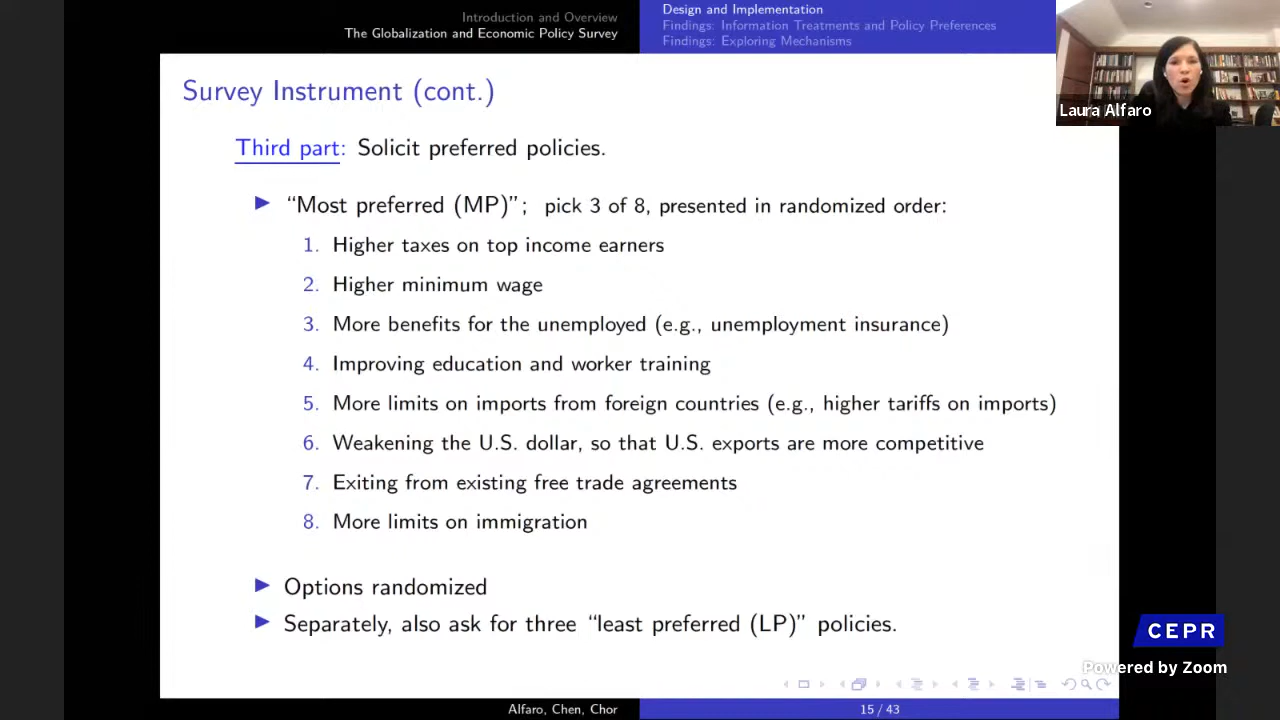 Introduction and Overview
The Globalization and Economic Policy Survey
Design and Implementation
Findings: Information Treatments and Policy Preferences
Findings: Exploring Mechanisms
Laura Alfaro
Survey Instrument (cont.)
Third part: Solicit preferred policies.
▶ “Most preferred (MP)”; pick 3 of 8, presented in randomized order:
1. Higher taxes on top income earners
2. Higher minimum wage
3. More benefits for the unemployed (e.g., unemployment insurance)
4. Improving education and worker training
5. More limits on imports from foreign countries (e.g., higher tariffs on imports)
6. Weakening the U.S. dollar, so that U.S. exports are more competitive
7. Exiting from existing free trade agreements
8. More limits on immigration
▶ Options randomized
▶ Separately, also ask for three “least preferred (LP)” policies.
CEPR
Powered by Zoom
Alfaro, Chen, Chor
15 / 43